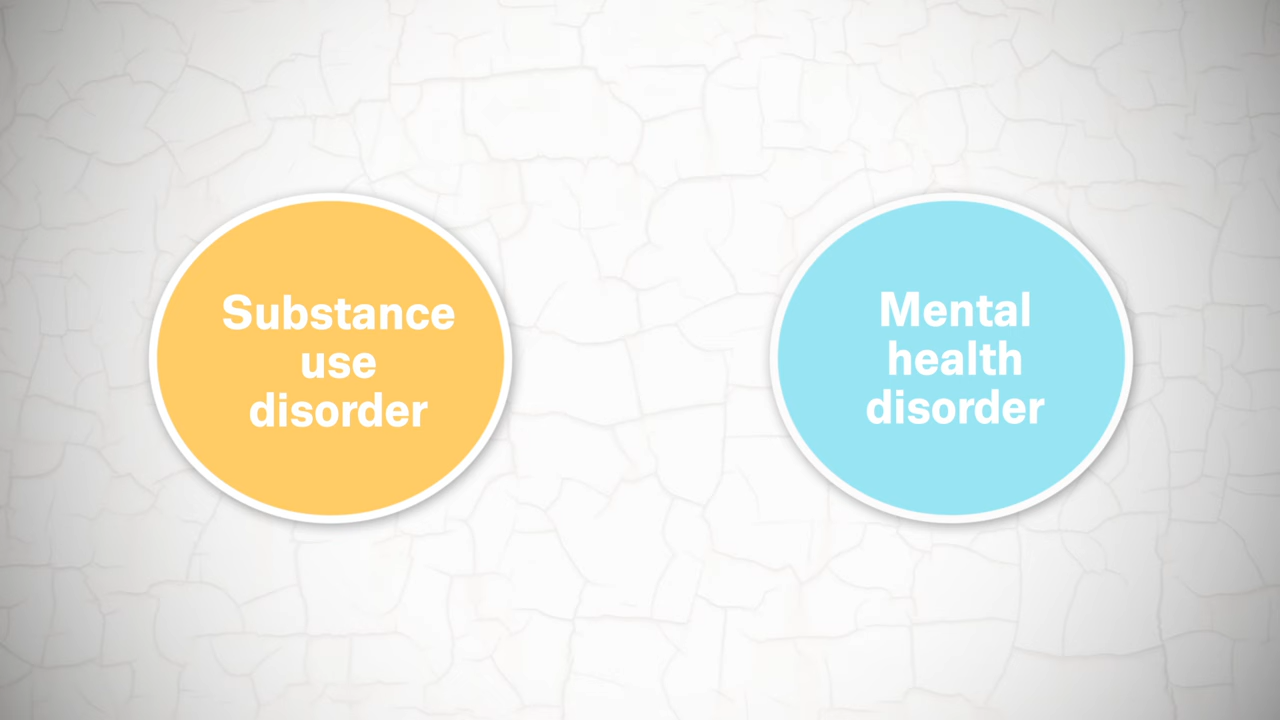 Substance
use
disorder
Mental
health
disorder